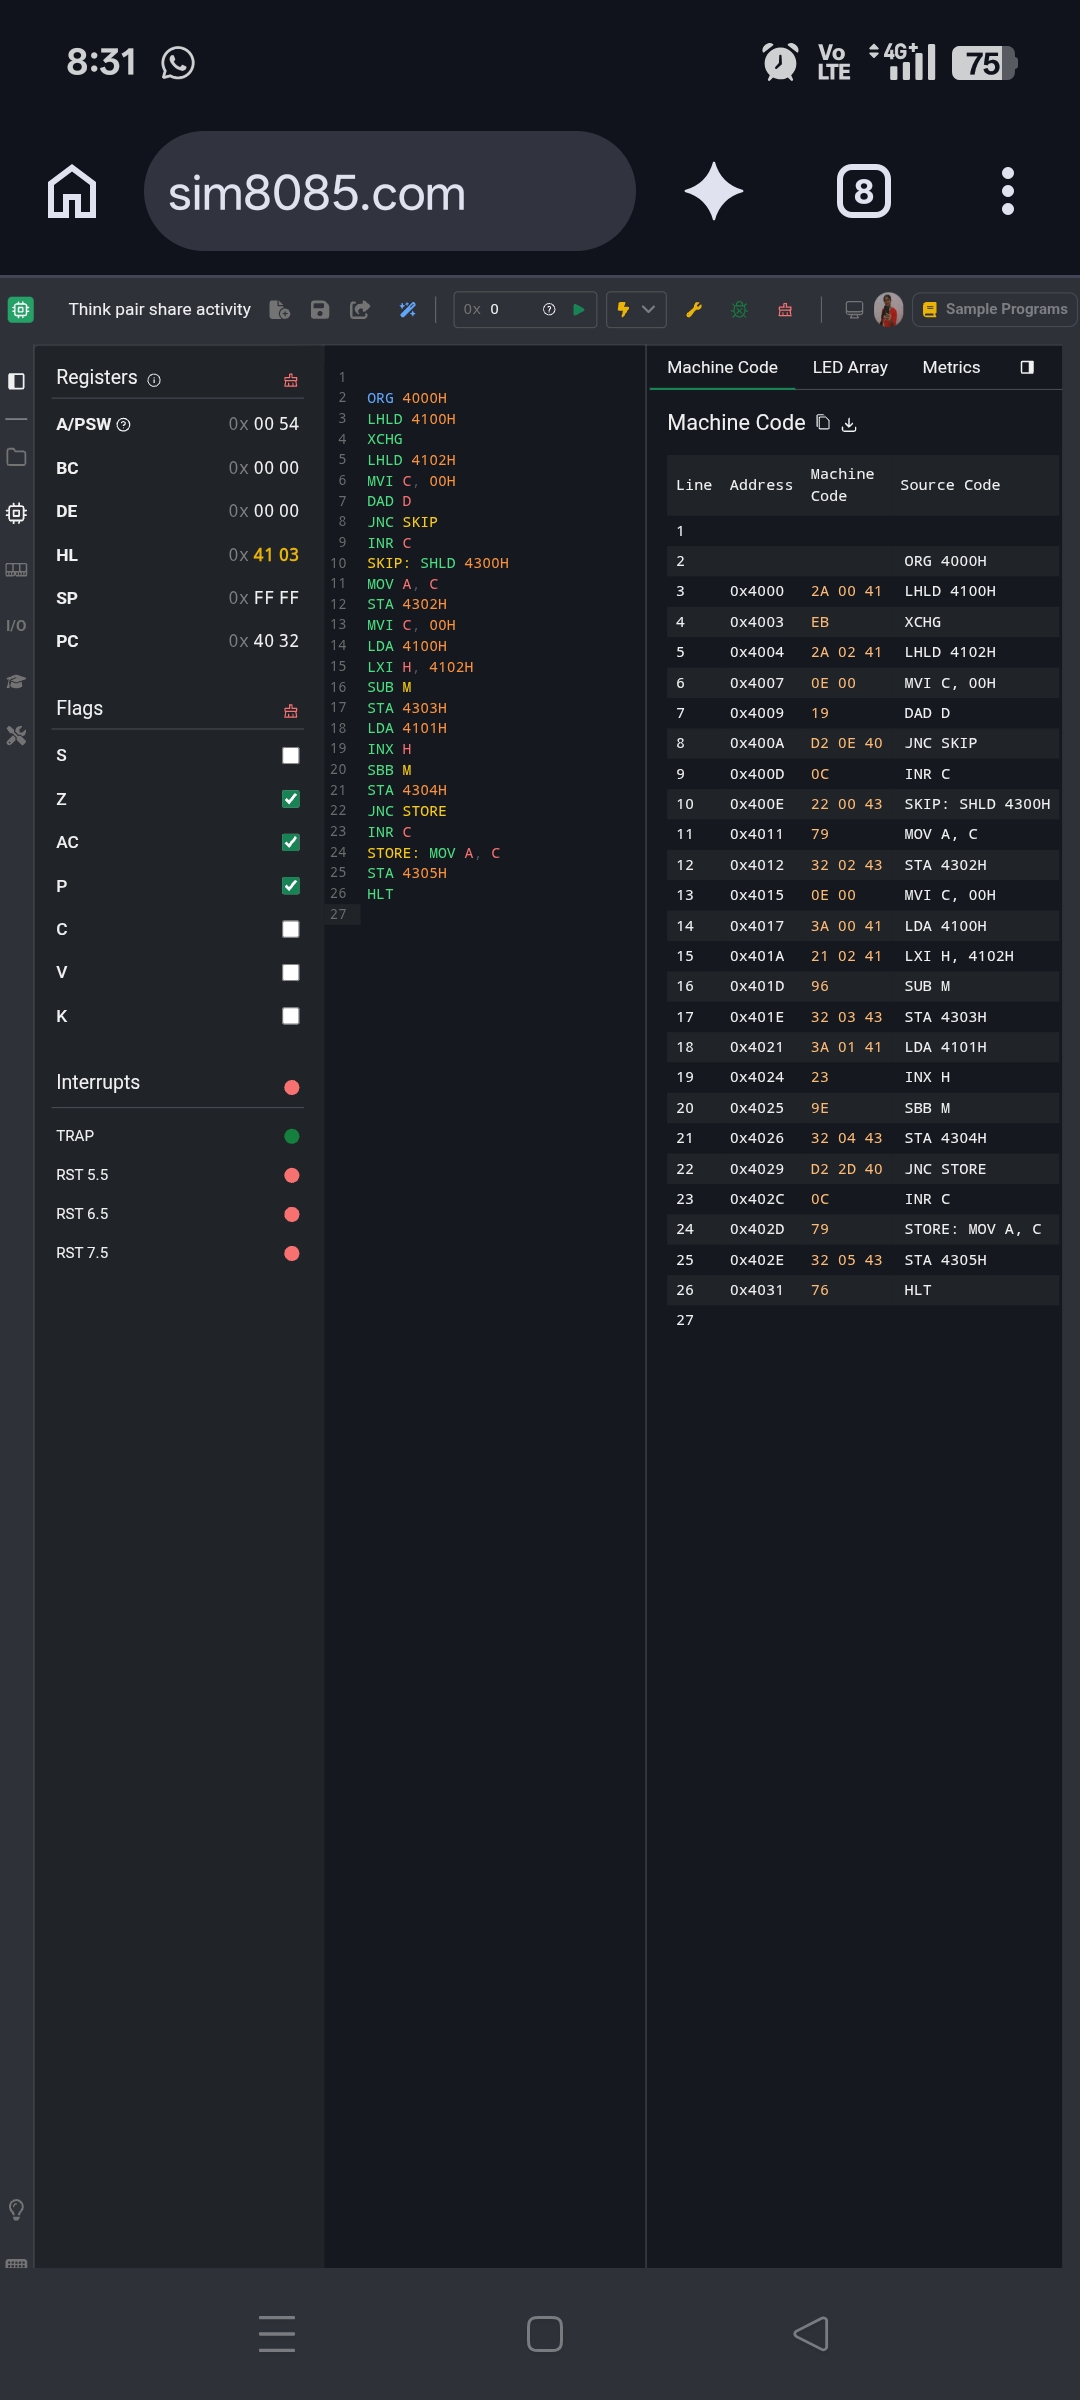 8:31 Vo LTE 4G+ 75
sim8085.com 8
Think pair share activity 0x 0 Sample Programs
Registers
A/PSW 0x 00 54
BC 0x 00 00
DE 0x 00 00
HL 0x 41 03
SP 0x FF FF
PC 0x 40 32
Flags
S
Z
AC
P
C
V
K
Interrupts
TRAP
RST 5.5
RST 6.5
RST 7.5
I/O
1
2 ORG 4000H
3 LHLD 4100H
4 XCHG
5 LHLD 4102H
6 MVI C, 00H
7 DAD D
8 JNC SKIP
9 INR C
10 SKIP: SHLD 4300H
11 MOV A, C
12 STA 4302H
13 MVI C, 00H
14 LDA 4100H
15 LXI H, 4102H
16 SUB M
17 STA 4303H
18 LDA 4101H
19 INX H
20 SBB M
21 STA 4304H
22 JNC STORE
23 INR C
24 STORE: MOV A, C
25 STA 4305H
26 HLT
27
Machine Code LED Array Metrics
Machine Code
Line Address Machine Code Source Code
1
2 ORG 4000H
3 0x4000 2A 00 41 LHLD 4100H
4 0x4003 EB XCHG
5 0x4004 2A 02 41 LHLD 4102H
6 0x4007 0E 00 MVI C, 00H
7 0x4009 19 DAD D
8 0x400A D2 0E 40 JNC SKIP
9 0x400D 0C INR C
10 0x400E 22 00 43 SKIP: SHLD 4300H
11 0x4011 79 MOV A, C
12 0x4012 32 02 43 STA 4302H
13 0x4015 0E 00 MVI C, 00H
14 0x4017 3A 00 41 LDA 4100H
15 0x401A 21 02 41 LXI H, 4102H
16 0x401D 96 SUB M
17 0x401E 32 03 43 STA 4303H
18 0x4021 3A 01 41 LDA 4101H
19 0x4024 23 INX H
20 0x4025 9E SBB M
21 0x4026 32 04 43 STA 4304H
22 0x4029 D2 2D 40 JNC STORE
23 0x402C 0C INR C
24 0x402D 79 STORE: MOV A, C
25 0x402E 32 05 43 STA 4305H
26 0x4031 76 HLT
27